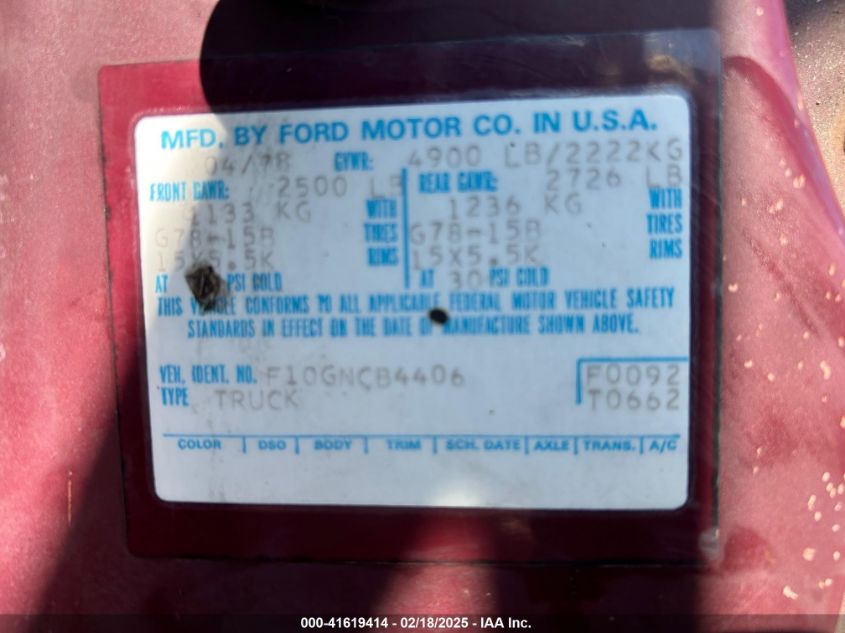 MFD. BY FORD MOTOR CO. IN U.S.A.
04/78 GVWR: 4900 LB/2222KG
FRONT GAWR: 2500 LB
1133 KG WITH
G78-15B TIRES
15X5.5K RIMS
AT PSI COLD
REAR GAWR: 2726 LB
1236 KG WITH
G78-15B TIRES
15X5.5K RIMS
AT 30 PSI COLD
THIS VEHICLE CONFORMS TO ALL APPLICABLE FEDERAL MOTOR VEHICLE SAFETY
STANDARDS IN EFFECT ON THE DATE OF MANUFACTURE SHOWN ABOVE.
VEH. IDENT. NO. F10GNCB4406 F0092
TYPE TRUCK T0662
COLOR DSO BODY TRIM SCH. DATE AXLE TRANS. A/C
000-41619414 - 02/18/2025 - IAA Inc.